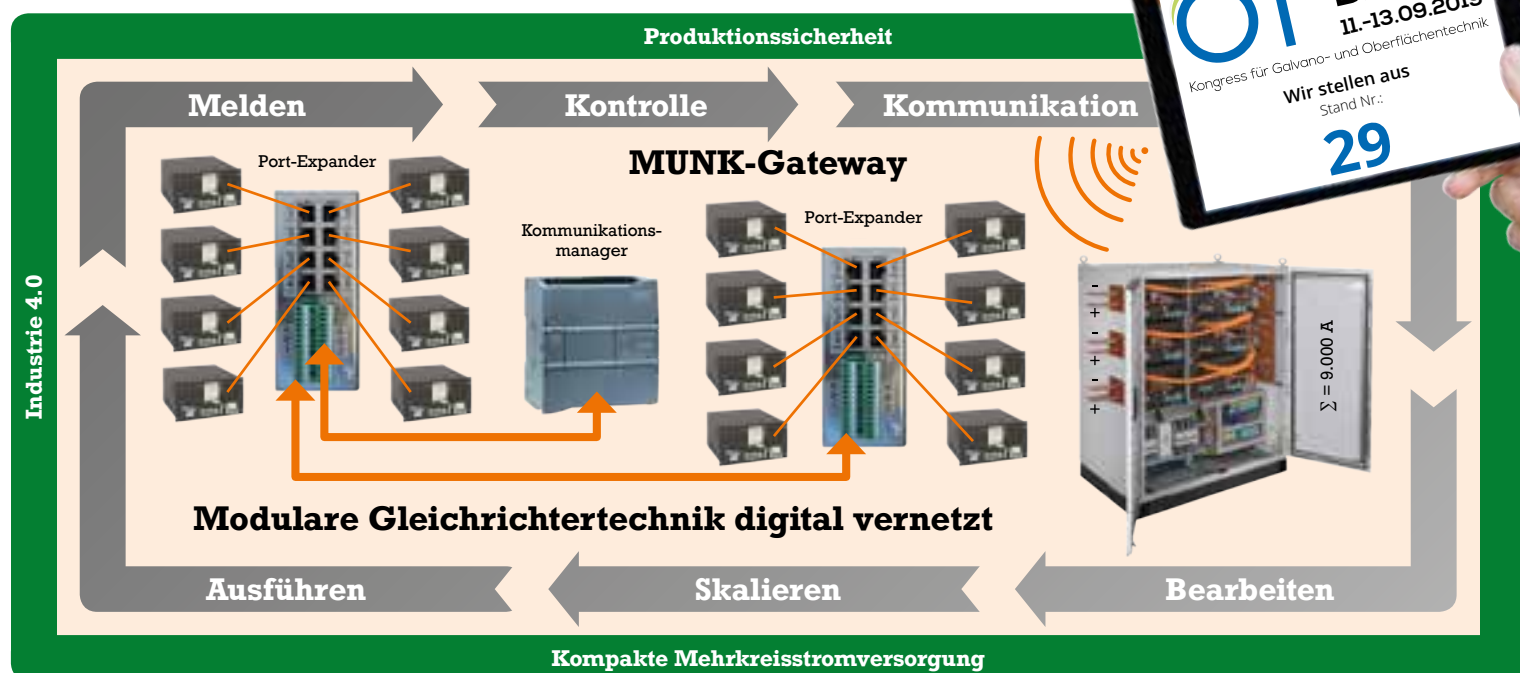 Produktionssicherheit
ÖT
11.-13.09.2019
Kongress für Galvano- und Oberflächentechnik
Wir stellen aus
Stand Nr.:
29
Melden
Kontrolle
Kommunikation
MUNK-Gateway
Port-Expander
Kommunikations-
manager
Port-Expander
Industrie 4.0
-
+
-
+
-
+
∑ = 9.000 A
Modulare Gleichrichtertechnik digital vernetzt
Ausführen
Skalieren
Bearbeiten
Kompakte Mehrkreisstromversorgung